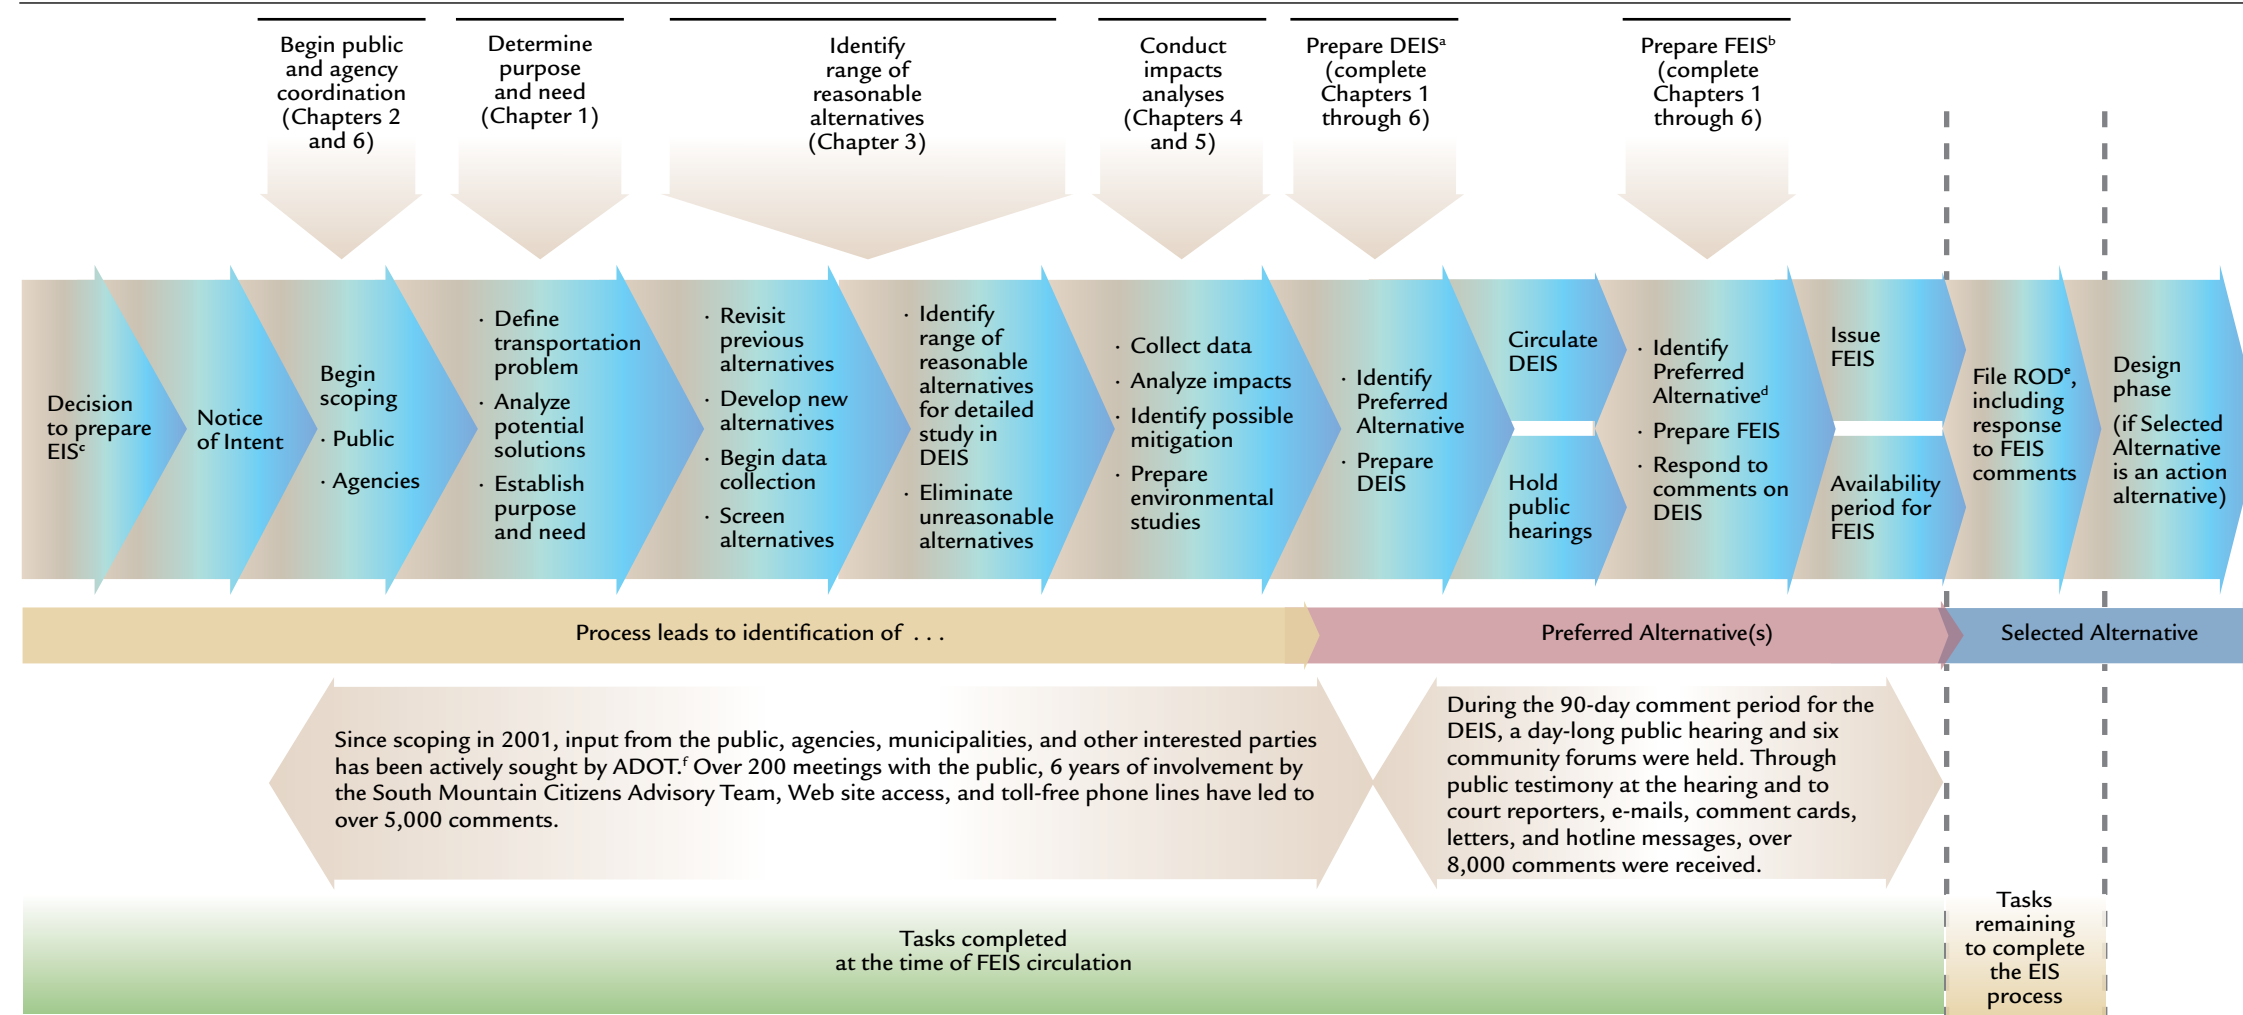 Begin public
and agency
coordination
(Chapters 2
and 6)
Determine
purpose
and need
(Chapter 1)
Identify
range of
reasonable
alternatives
(Chapter 3)
Conduct
impacts
analyses
(Chapters 4
and 5)
Prepare DEISᵃ
(complete
Chapters 1
through 6)
Prepare FEISᵇ
(complete
Chapters 1
through 6)
Decision
to prepare
EISᶜ
Notice
of Intent
Begin
scoping
· Public
· Agencies
· Define
transportation
problem
· Analyze
potential
solutions
· Establish
purpose
and need
· Revisit
previous
alternatives
· Develop new
alternatives
· Begin data
collection
· Screen
alternatives
· Identify
range of
reasonable
alternatives
for detailed
study in
DEIS
· Eliminate
unreasonable
alternatives
· Collect data
· Analyze impacts
· Identify possible
mitigation
· Prepare
environmental
studies
· Identify
Preferred
Alternative
· Prepare
DEIS
Circulate
DEIS
Hold
public
hearings
· Identify
Preferred
Alternativeᵈ
· Prepare FEIS
· Respond to
comments on
DEIS
Issue
FEIS
Availability
period for
FEIS
File RODᵉ,
including
response
to FEIS
comments
Design
phase
(if Selected
Alternative
is an action
alternative)
Process leads to identification of . . .
Preferred Alternative(s)
Selected Alternative
Since scoping in 2001, input from the public, agencies, municipalities, and other interested parties
has been actively sought by ADOT.ᶠ Over 200 meetings with the public, 6 years of involvement by
the South Mountain Citizens Advisory Team, Web site access, and toll-free phone lines have led to
over 5,000 comments.
During the 90-day comment period for the
DEIS, a day-long public hearing and six
community forums were held. Through
public testimony at the hearing and to
court reporters, e-mails, comment cards,
letters, and hotline messages, over
8,000 comments were received.
Tasks completed
at the time of FEIS circulation
Tasks
remaining
to complete
the EIS
process